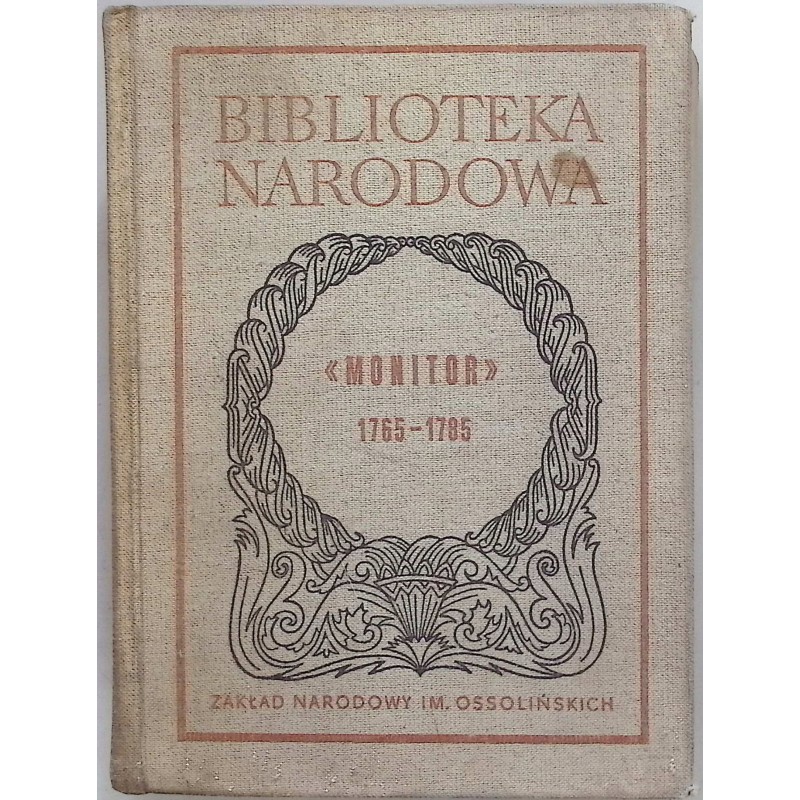 BIBLIOTEKA
NARODOWA
«MONITOR»
1765-1785
ZAKŁAD NARODOWY IM. OSSOLIŃSKICH